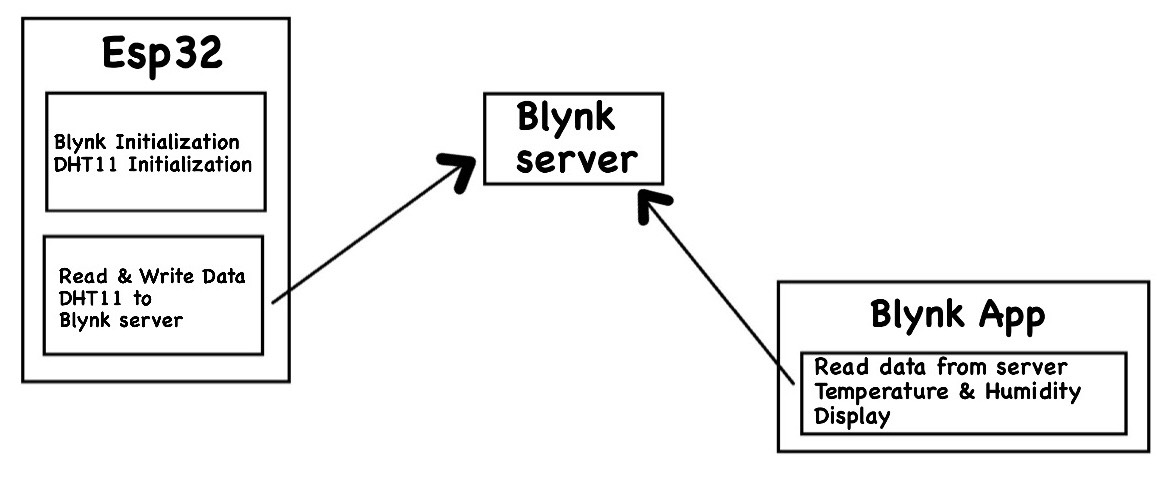 Esp32
Blynk Initialization
DHT11 Initialization
Read & Write Data
DHT11 to
Blynk server
Blynk
server
Blynk App
Read data from server
Temperature & Humidity
Display